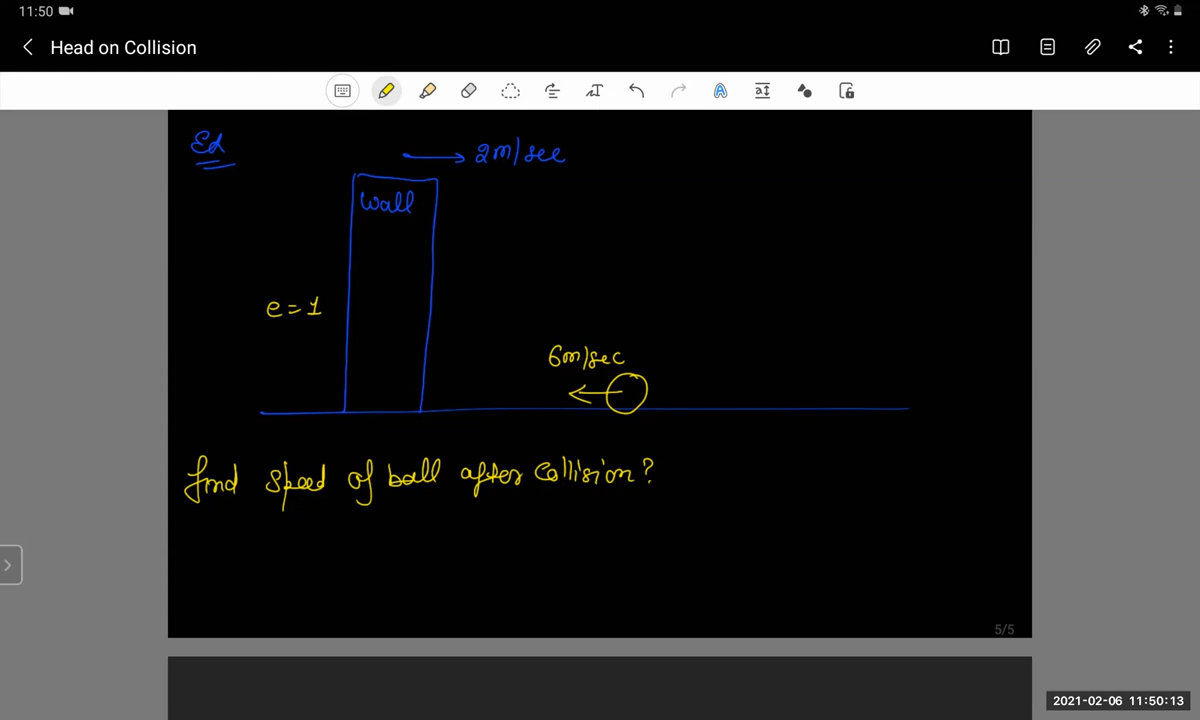 11:50
Head on Collision
Ex
2m/sec
Wall
e=1
6m/sec
find speed of ball after collision?
5/5
2021-02-06 11:50:13